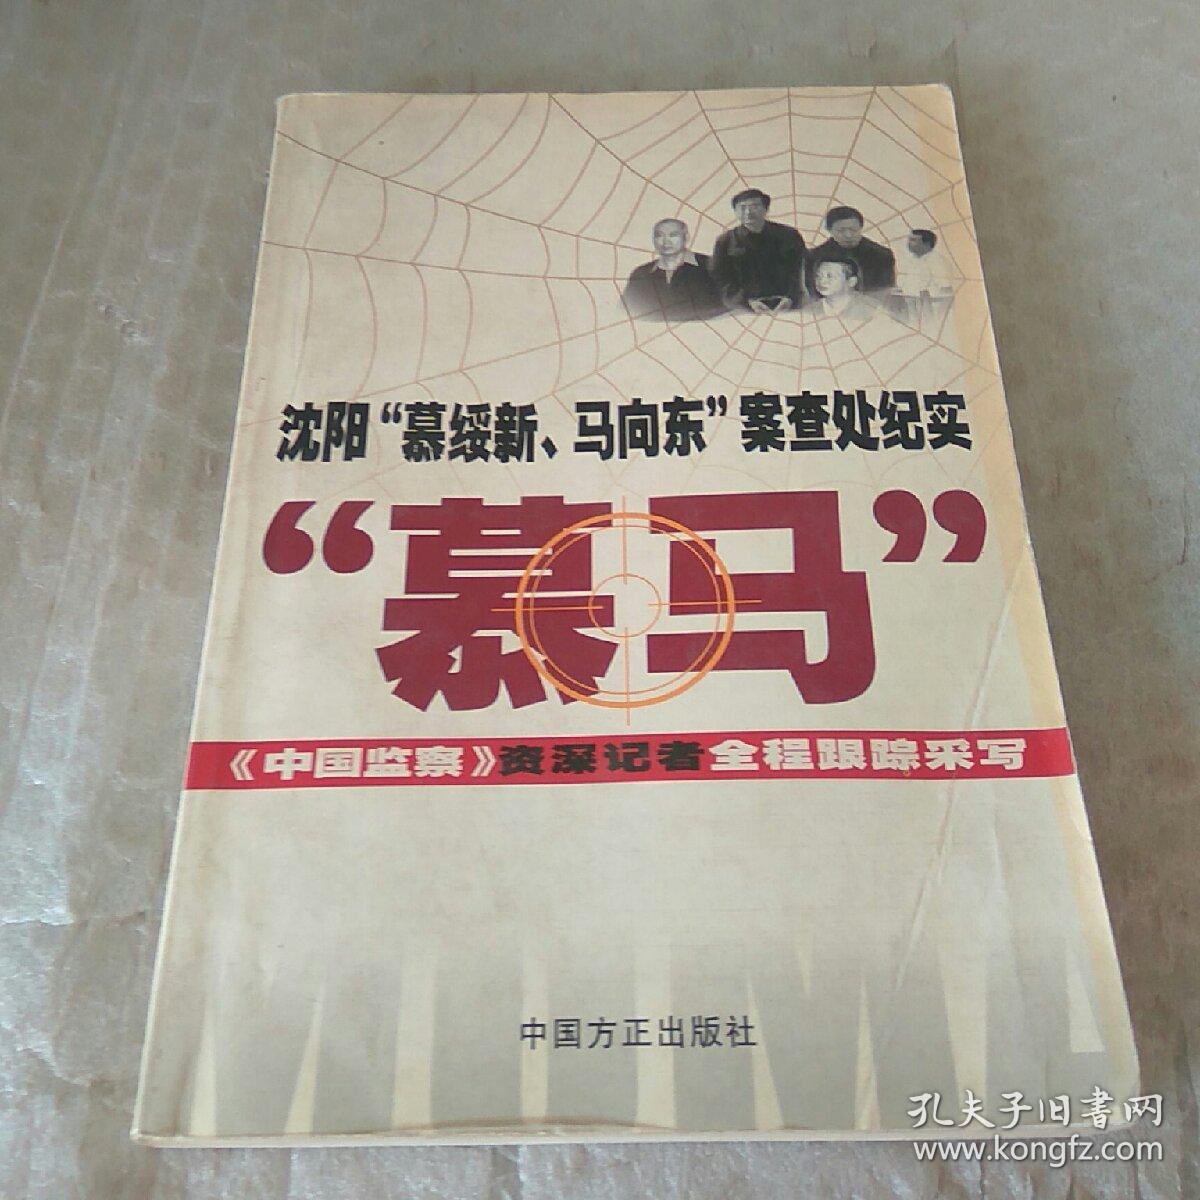 沈阳“慕绥新、马向东”案查处纪实
“慕马”
《中国监察》资深记者全程跟踪采写
中国方正出版社
孔夫子旧書网
www.kongfz.com